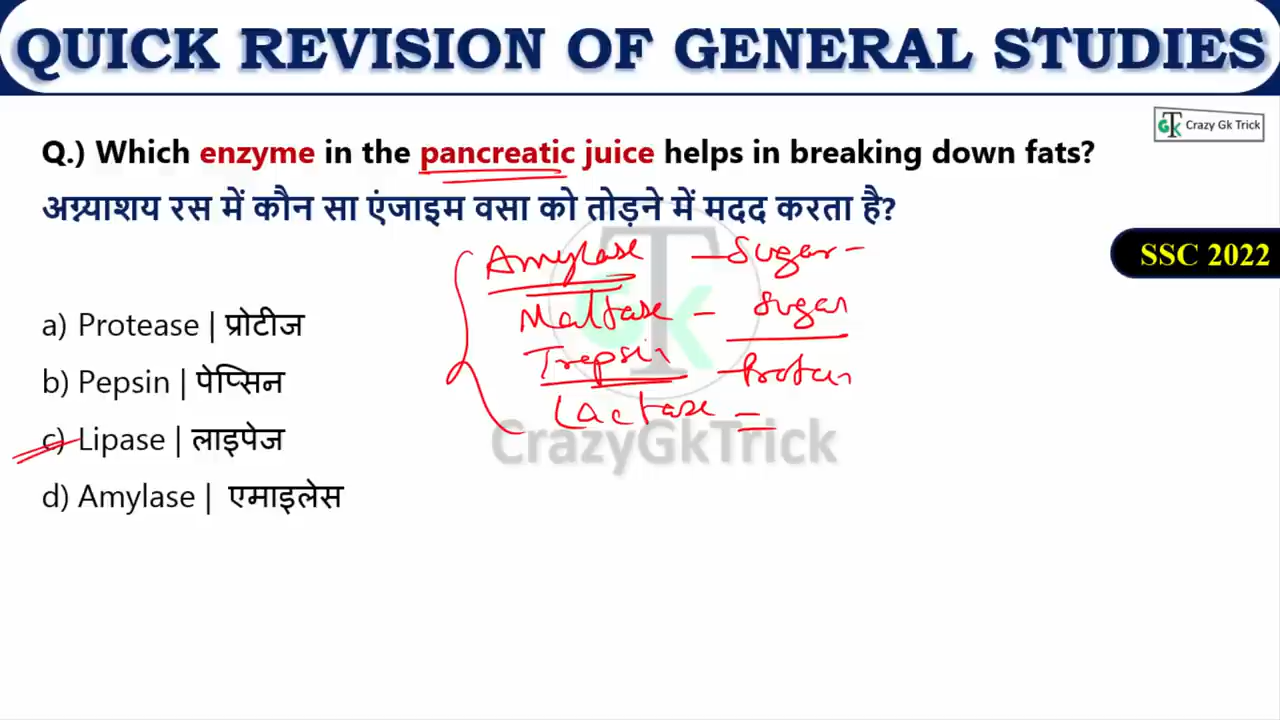 QUICK REVISION OF GENERAL STUDIES
GTK Crazy Gk Trick
Q.) Which enzyme in the pancreatic juice helps in breaking down fats?
अग्न्याशय रस में कौन सा एंजाइम वसा को तोड़ने में मदद करता है?
SSC 2022
Amylase - Sugar -
Maltase - Sugar
Trepsin - Protein
Lactase =
a) Protease | प्रोटीज
b) Pepsin | पेप्सिन
c) Lipase | लाइपेज
d) Amylase | एमाइलेस
CrazyGkTrick